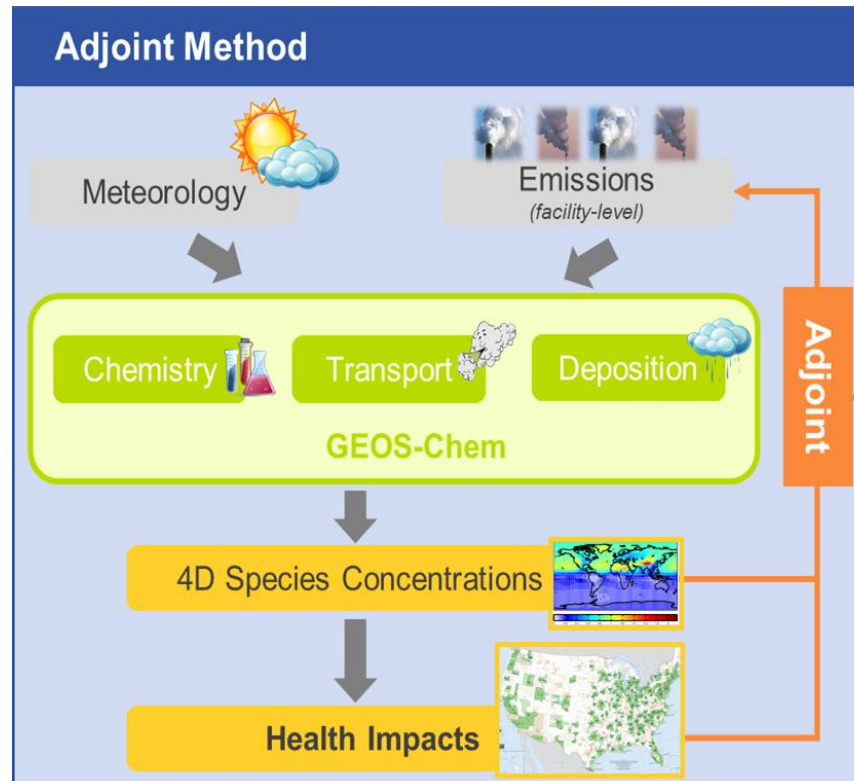 Adjoint Method
Meteorology
Emissions
(facility-level)
Chemistry
Transport
Deposition
GEOS-Chem
Adjoint
4D Species Concentrations
Health Impacts